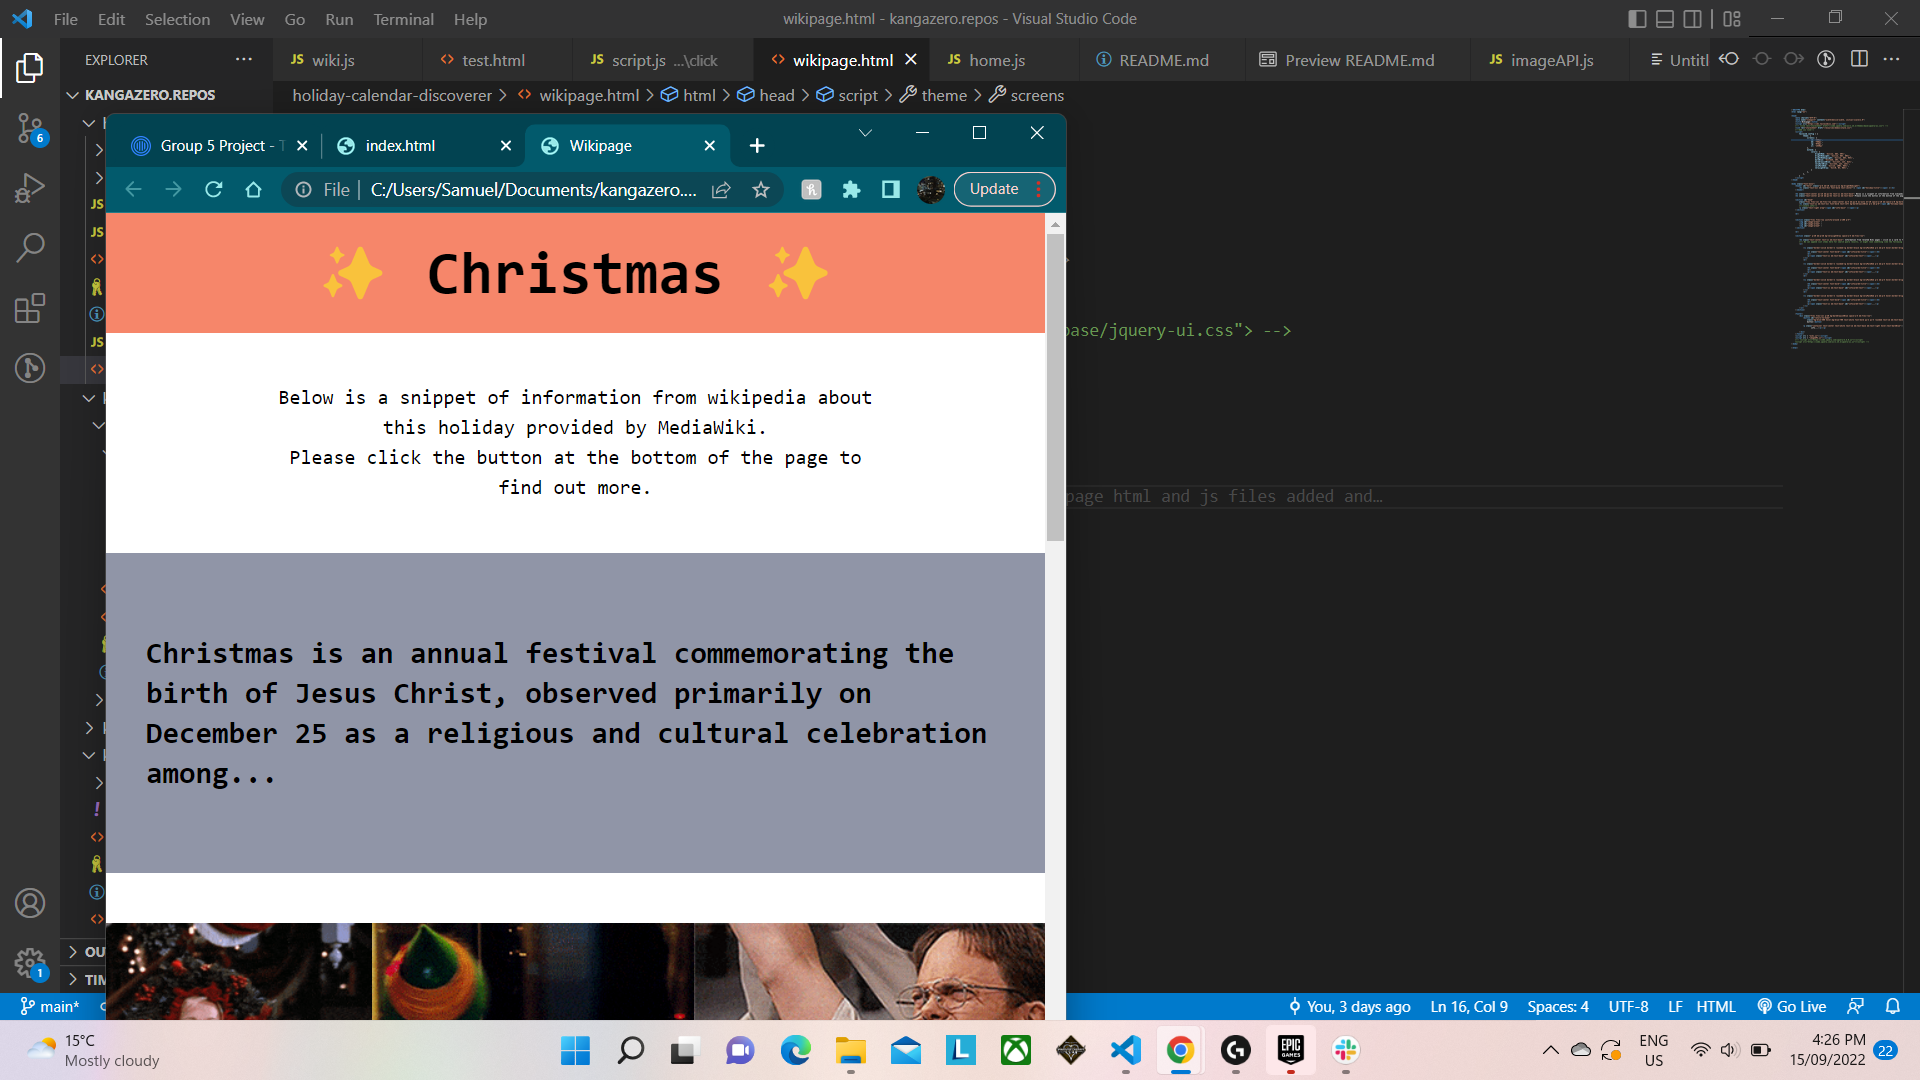 File Edit Selection View Go Run Terminal Help
wikipage.html - kangazero.repos - Visual Studio Code
EXPLORER
JS wiki.js
test.html
JS script.js ...\click
wikipage.html
JS home.js
README.md
Preview README.md
JS imageAPI.js
Untitl
KANGAZERO.REPOS
holiday-calendar-discoverer > wikipage.html > html > head > script > theme > screens
6
Group 5 Project - T
index.html
Wikipage
File
C:/Users/Samuel/Documents/kangazero....
Update
JS
JS
JS
Christmas
base/jquery-ui.css"> -->
Below is a snippet of information from wikipedia about
this holiday provided by MediaWiki.
Please click the button at the bottom of the page to
find out more.
page html and js files added and…
Christmas is an annual festival commemorating the
birth of Jesus Christ, observed primarily on
December 25 as a religious and cultural celebration
among...
OU
TIM
1
main*
You, 3 days ago
Ln 16, Col 9
Spaces: 4
UTF-8
LF
HTML
Go Live
15°C
Mostly cloudy
EPIC
GAMES
ENG
US
4:26 PM
15/09/2022
22